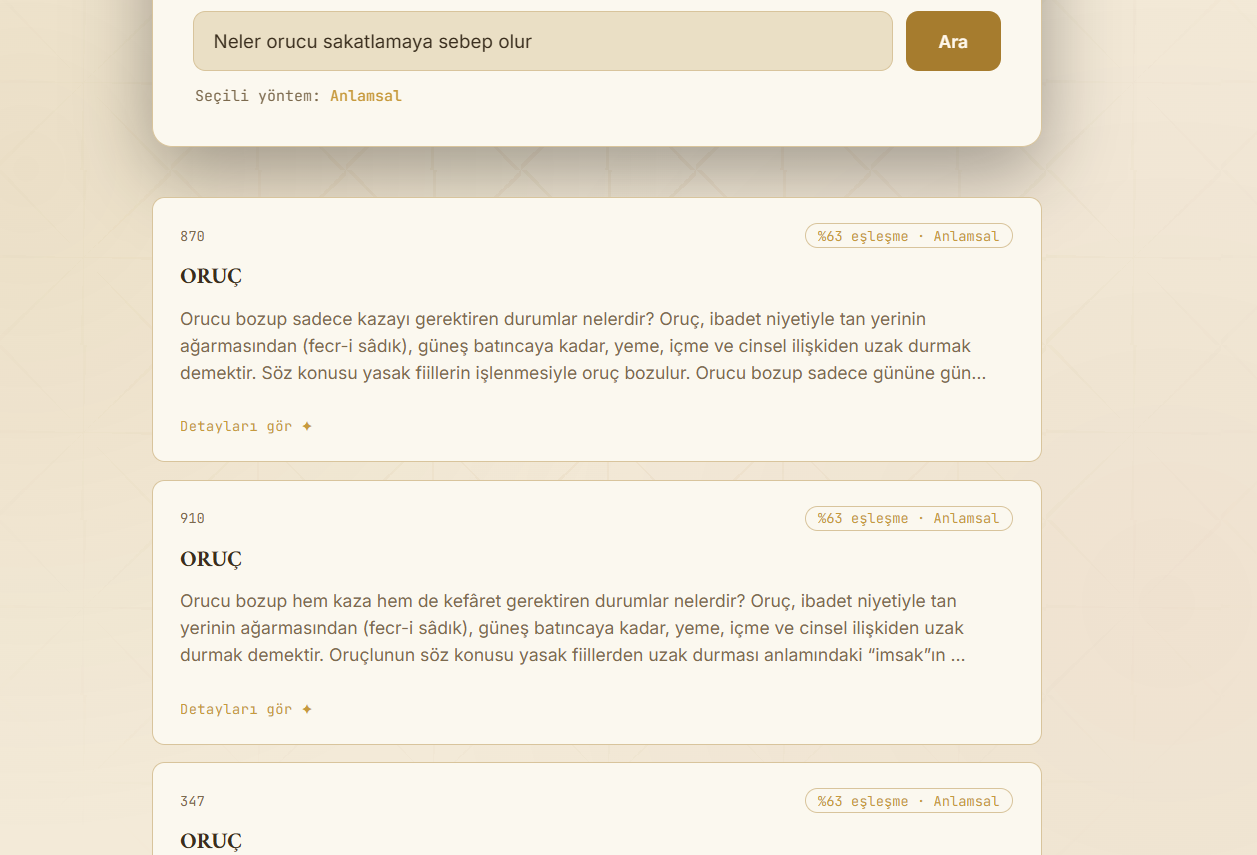 Neler orucu sakatlamaya sebep olur
Ara
Seçili yöntem: Anlamsal
870
%63 eşleşme · Anlamsal
ORUÇ
Orucu bozup sadece kazayı gerektiren durumlar nelerdir? Oruç, ibadet niyetiyle tan yerinin
ağarmasından (fecr-i sâdık), güneş batıncaya kadar, yeme, içme ve cinsel ilişkiden uzak durmak
demektir. Söz konusu yasak fiillerin işlenmesiyle oruç bozulur. Orucu bozup sadece gününe gün...
Detayları gör ✦
910
%63 eşleşme · Anlamsal
ORUÇ
Orucu bozup hem kaza hem de kefâret gerektiren durumlar nelerdir? Oruç, ibadet niyetiyle tan
yerinin ağarmasından (fecr-i sâdık), güneş batıncaya kadar, yeme, içme ve cinsel ilişkiden uzak
durmak demektir. Oruçlunun söz konusu yasak fiillerden uzak durması anlamındaki “imsak”ın ...
Detayları gör ✦
347
%63 eşleşme · Anlamsal
ORUÇ